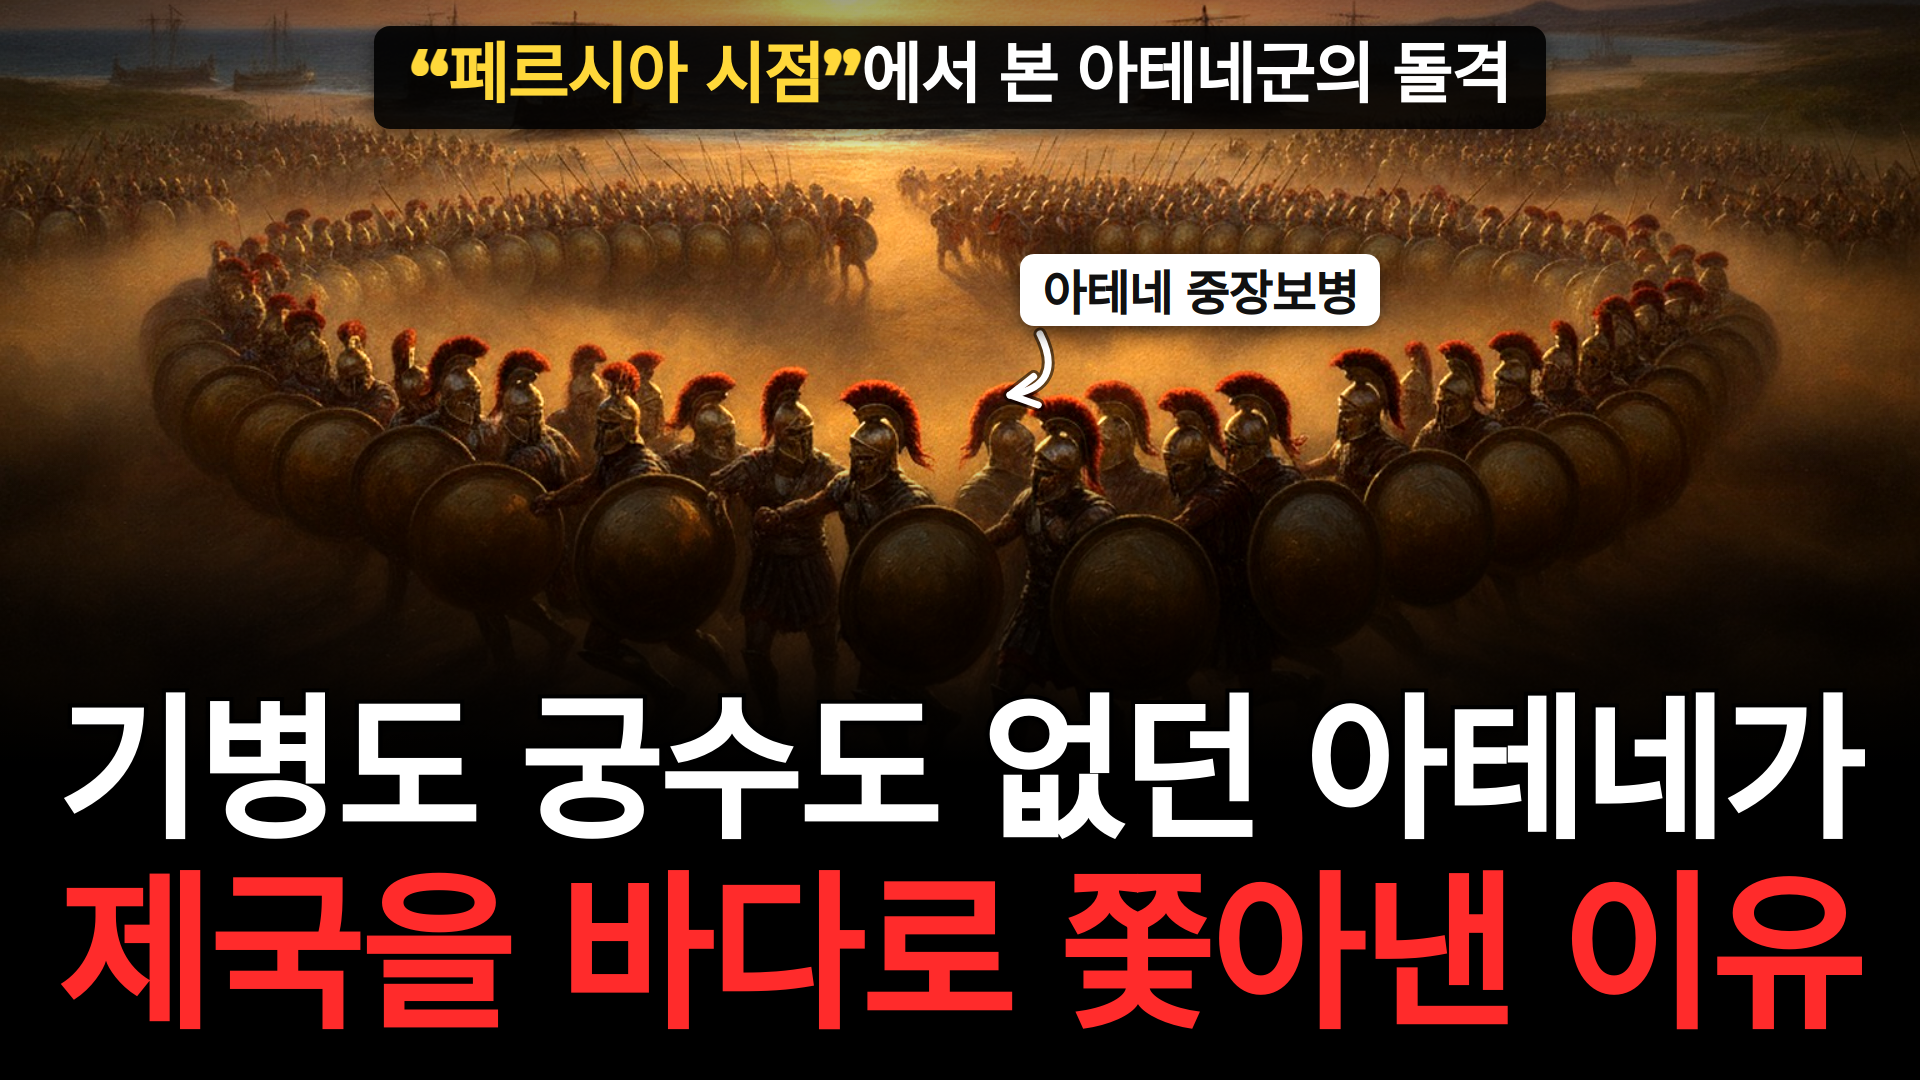 “페르시아 시점”에서 본 아테네군의 돌격
아테네 중장보병
기병도 궁수도 없던 아테네가
제국을 바다로 쫓아낸 이유